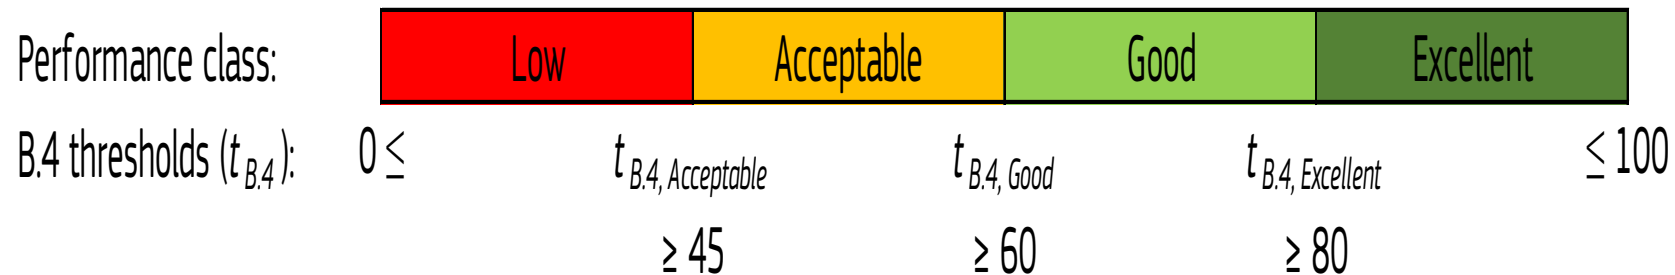 Performance class: Low Acceptable Good Excellent
B.4 thresholds (t B.4 ): 0 ≤ t B.4, Acceptable t B.4, Good t B.4, Excellent ≤ 100
≥ 45 ≥ 60 ≥ 80